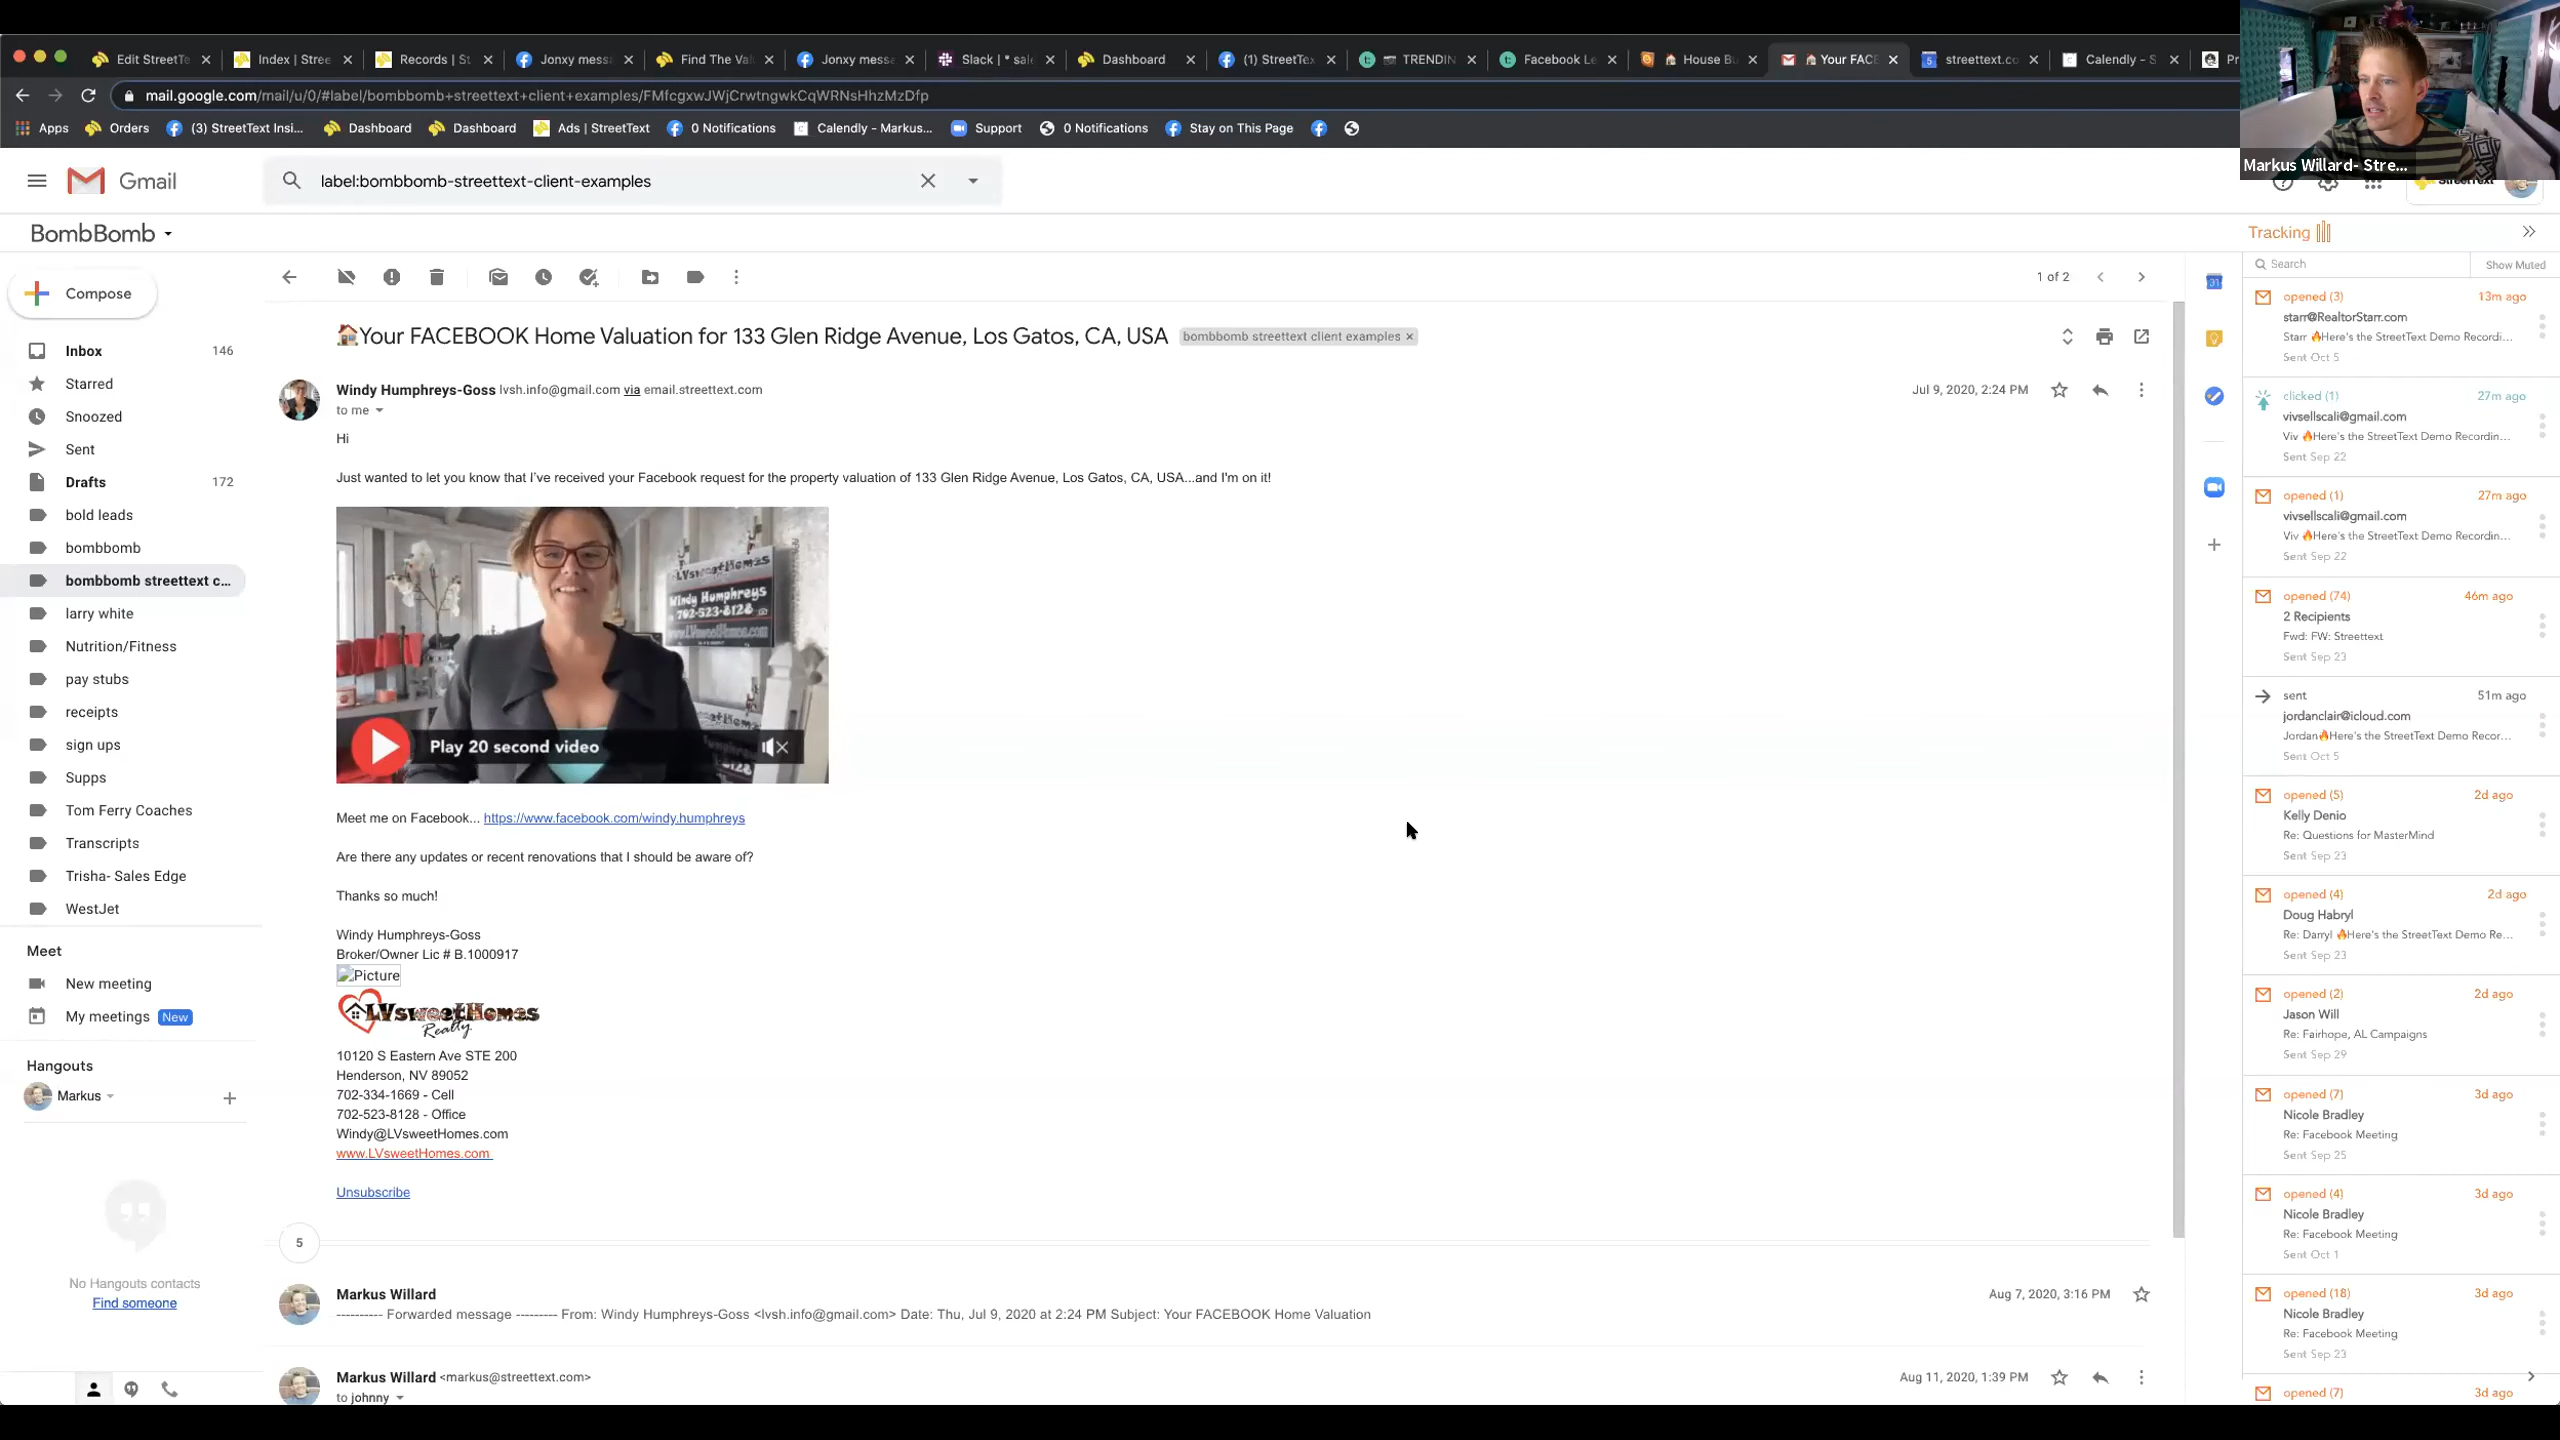 Edit StreetTe
Index | Stree
Records | St
Jonxy mess
Find The Val
Jonxy messa
Slack | * sale
Dashboard
(1) StreetTex
TRENDIN
Facebook Le
House Bu
Your FACE
streettext.co
Calendly - S
Pr
mail.google.com/mail/u/0/#label/bombbomb+streettext+client+examples/FMfcgxwJWjCrwtngwkCqWRNsHhzMzDfp
Apps
Orders
(3) StreetText Insi...
Dashboard
Dashboard
Ads | StreetText
0 Notifications
Calendly - Markus...
Support
0 Notifications
Stay on This Page
Markus Willard- Stre...
Gmail
label:bombbomb-streettext-client-examples
StreetText
BombBomb
Tracking
Compose
1 of 2
Search
Show Muted
Inbox 146
Starred
Snoozed
Sent
Drafts 172
bold leads
bombbomb
bombbomb streettext c...
larry white
Nutrition/Fitness
pay stubs
receipts
sign ups
Supps
Tom Ferry Coaches
Transcripts
Trisha- Sales Edge
WestJet
Meet
New meeting
My meetings New
Hangouts
Markus
No Hangouts contacts
Find someone
Your FACEBOOK Home Valuation for 133 Glen Ridge Avenue, Los Gatos, CA, USA
bombbomb streettext client examples ×
Windy Humphreys-Goss lvsh.info@gmail.com via email.streettext.com
Jul 9, 2020, 2:24 PM
to me
Hi
Just wanted to let you know that I've received your Facebook request for the property valuation of 133 Glen Ridge Avenue, Los Gatos, CA, USA...and I'm on it!
LVsweetHomes
Windy Humphreys
702-523-8128
www.LVsweetHomes.com
Play 20 second video
Meet me on Facebook... https://www.facebook.com/windy.humphreys
Are there any updates or recent renovations that I should be aware of?
Thanks so much!
Windy Humphreys-Goss
Broker/Owner Lic # B.1000917
Picture
LVsweetHomes
Realty
10120 S Eastern Ave STE 200
Henderson, NV 89052
702-334-1669 - Cell
702-523-8128 - Office
Windy@LVsweetHomes.com
www.LVsweetHomes.com
Unsubscribe
5
Markus Willard
Aug 7, 2020, 3:16 PM
---------- Forwarded message --------- From: Windy Humphreys-Goss <lvsh.info@gmail.com> Date: Thu, Jul 9, 2020 at 2:24 PM Subject: Your FACEBOOK Home Valuation
Markus Willard <markus@streettext.com>
Aug 11, 2020, 1:39 PM
to johnny
31
opened (3) 13m ago
starr@RealtorStarr.com
Starr 🔥Here's the StreetText Demo Recordi...
Sent Oct 5
clicked (1) 27m ago
vivsellscali@gmail.com
Viv 🔥Here's the StreetText Demo Recordin...
Sent Sep 22
opened (1) 27m ago
vivsellscali@gmail.com
Viv 🔥Here's the StreetText Demo Recordin...
Sent Sep 22
opened (74) 46m ago
2 Recipients
Fwd: FW: Streettext
Sent Sep 23
sent 51m ago
jordanclair@icloud.com
Jordan🔥Here's the StreetText Demo Recor...
Sent Oct 5
opened (5) 2d ago
Kelly Denio
Re: Questions for MasterMind
Sent Sep 23
opened (4) 2d ago
Doug Habryl
Re: Darryl 🔥Here's the StreetText Demo Re...
Sent Sep 23
opened (2) 2d ago
Jason Will
Re: Fairhope, AL Campaigns
Sent Sep 29
opened (7) 3d ago
Nicole Bradley
Re: Facebook Meeting
Sent Sep 25
opened (4) 3d ago
Nicole Bradley
Re: Facebook Meeting
Sent Oct 1
opened (18) 3d ago
Nicole Bradley
Re: Facebook Meeting
Sent Sep 23
opened (7) 3d ago